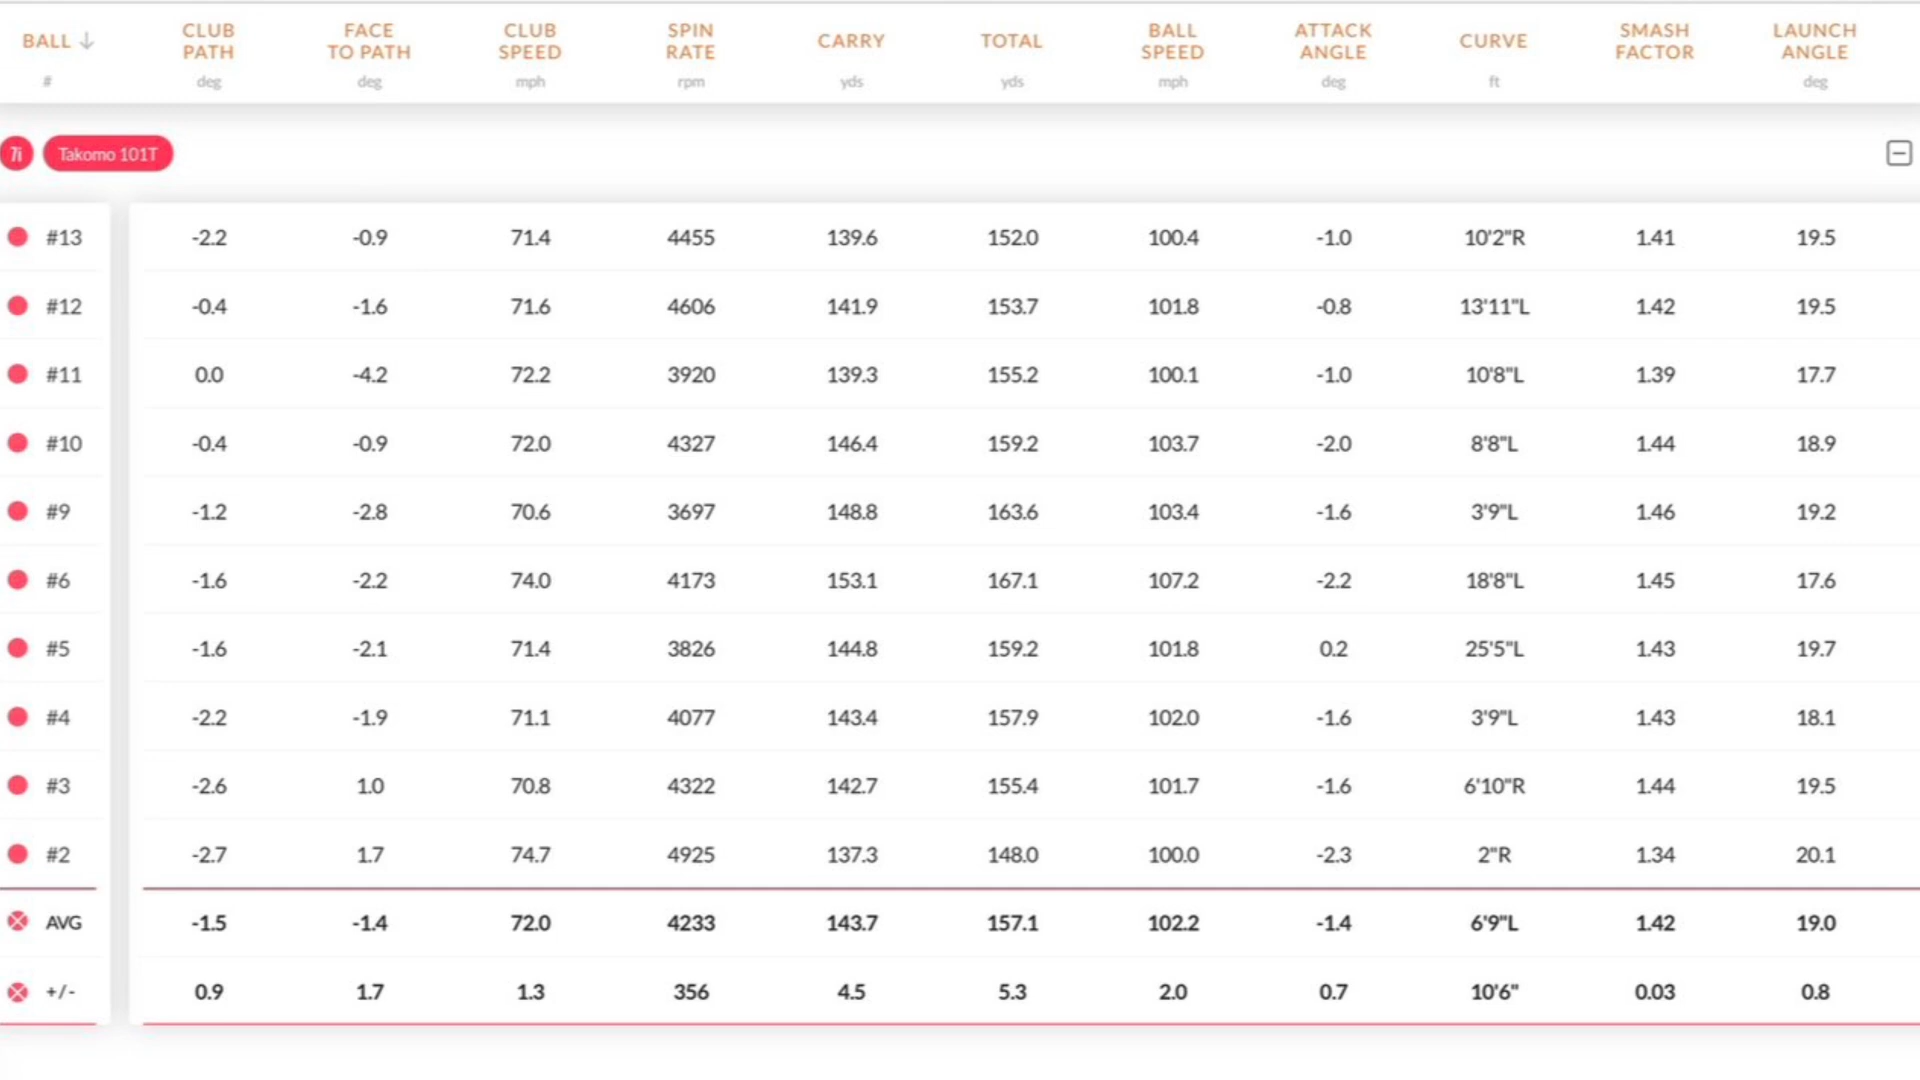 BALL ↓ CLUB PATH FACE TO PATH CLUB SPEED SPIN RATE CARRY TOTAL BALL SPEED ATTACK ANGLE CURVE SMASH FACTOR LAUNCH ANGLE
# deg deg mph rpm yds yds mph deg ft deg
7i Takomo 101T
#13 -2.2 -0.9 71.4 4455 139.6 152.0 100.4 -1.0 10'2"R 1.41 19.5
#12 -0.4 -1.6 71.6 4606 141.9 153.7 101.8 -0.8 13'11"L 1.42 19.5
#11 0.0 -4.2 72.2 3920 139.3 155.2 100.1 -1.0 10'8"L 1.39 17.7
#10 -0.4 -0.9 72.0 4327 146.4 159.2 103.7 -2.0 8'8"L 1.44 18.9
#9 -1.2 -2.8 70.6 3697 148.8 163.6 103.4 -1.6 3'9"L 1.46 19.2
#6 -1.6 -2.2 74.0 4173 153.1 167.1 107.2 -2.2 18'8"L 1.45 17.6
#5 -1.6 -2.1 71.4 3826 144.8 159.2 101.8 0.2 25'5"L 1.43 19.7
#4 -2.2 -1.9 71.1 4077 143.4 157.9 102.0 -1.6 3'9"L 1.43 18.1
#3 -2.6 1.0 70.8 4322 142.7 155.4 101.7 -1.6 6'10"R 1.44 19.5
#2 -2.7 1.7 74.7 4925 137.3 148.0 100.0 -2.3 2"R 1.34 20.1
AVG -1.5 -1.4 72.0 4233 143.7 157.1 102.2 -1.4 6'9"L 1.42 19.0
+/- 0.9 1.7 1.3 356 4.5 5.3 2.0 0.7 10'6" 0.03 0.8